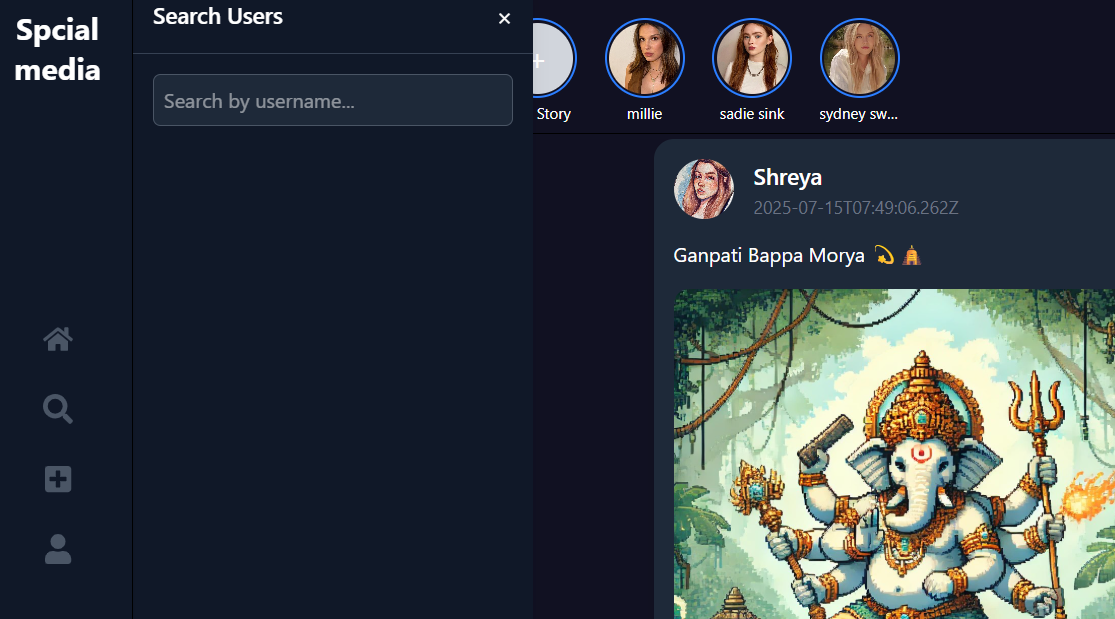 Spcial
media
Search Users
×
Search by username...
+
Story
millie
sadie sink
sydney sw...
Shreya
2025-07-15T07:49:06.262Z
Ganpati Bappa Morya 💫🛕